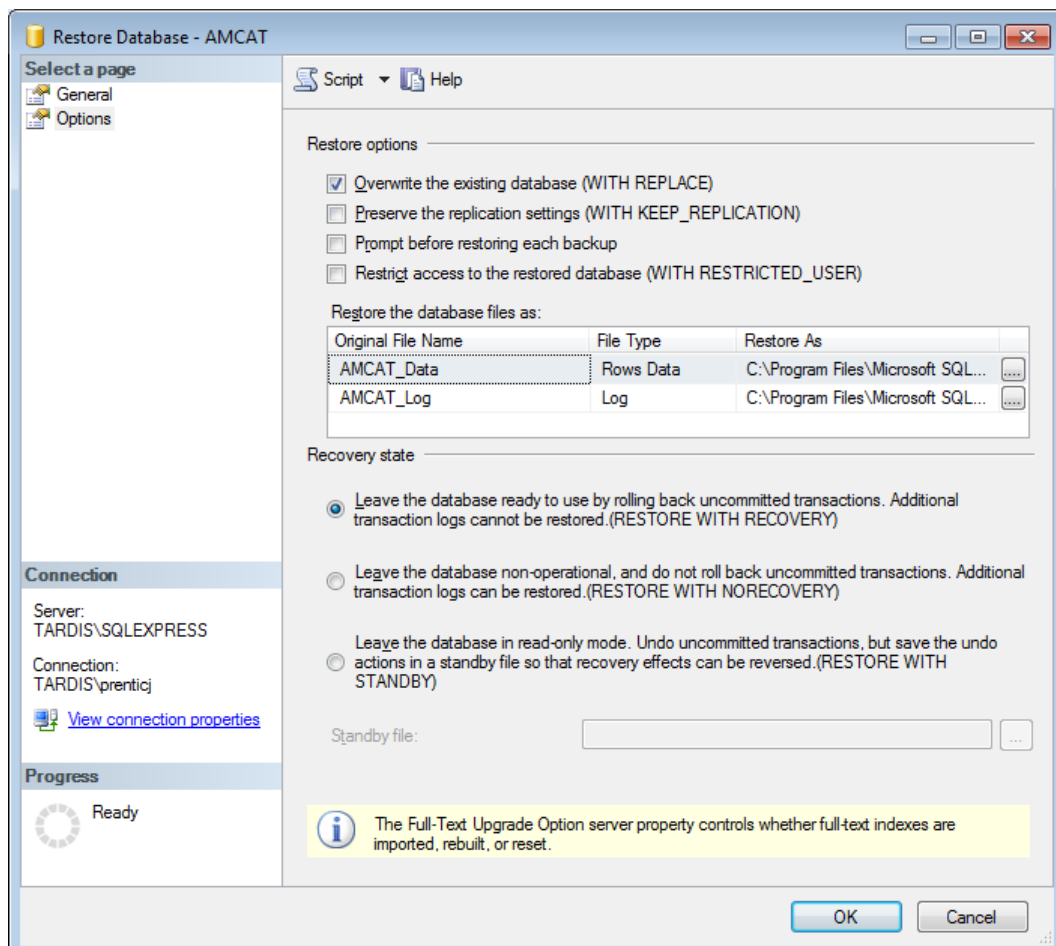 Restore Database - AMCAT
Select a page
General
Options
Script
Help
Restore options
Overwrite the existing database (WITH REPLACE)
Preserve the replication settings (WITH KEEP_REPLICATION)
Prompt before restoring each backup
Restrict access to the restored database (WITH RESTRICTED_USER)
Restore the database files as:
Original File Name File Type Restore As
AMCAT_Data Rows Data C:\Program Files\Microsoft SQL... ....
AMCAT_Log Log C:\Program Files\Microsoft SQL... ....
Recovery state
Leave the database ready to use by rolling back uncommitted transactions. Additional
transaction logs cannot be restored.(RESTORE WITH RECOVERY)
Leave the database non-operational, and do not roll back uncommitted transactions. Additional
transaction logs can be restored.(RESTORE WITH NORECOVERY)
Leave the database in read-only mode. Undo uncommitted transactions, but save the undo
actions in a standby file so that recovery effects can be reversed.(RESTORE WITH
STANDBY)
Standby file: ...
Connection
Server:
TARDIS\SQLEXPRESS
Connection:
TARDIS\prenticj
View connection properties
Progress
Ready
The Full-Text Upgrade Option server property controls whether full-text indexes are
imported, rebuilt, or reset.
OK Cancel